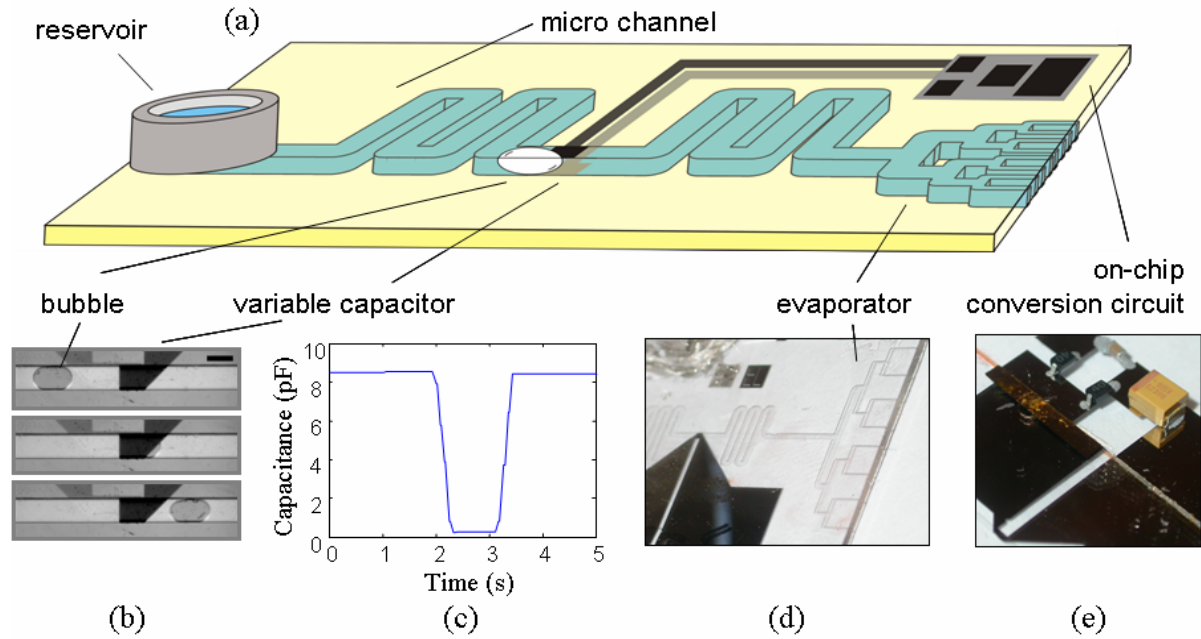 (a)
reservoir
micro channel
bubble
variable capacitor
evaporator
on-chip
conversion circuit
10
8
6
4
2
0
Capacitance (pF)
0 1 2 3 4 5
Time (s)
(b)
(c)
(d)
(e)